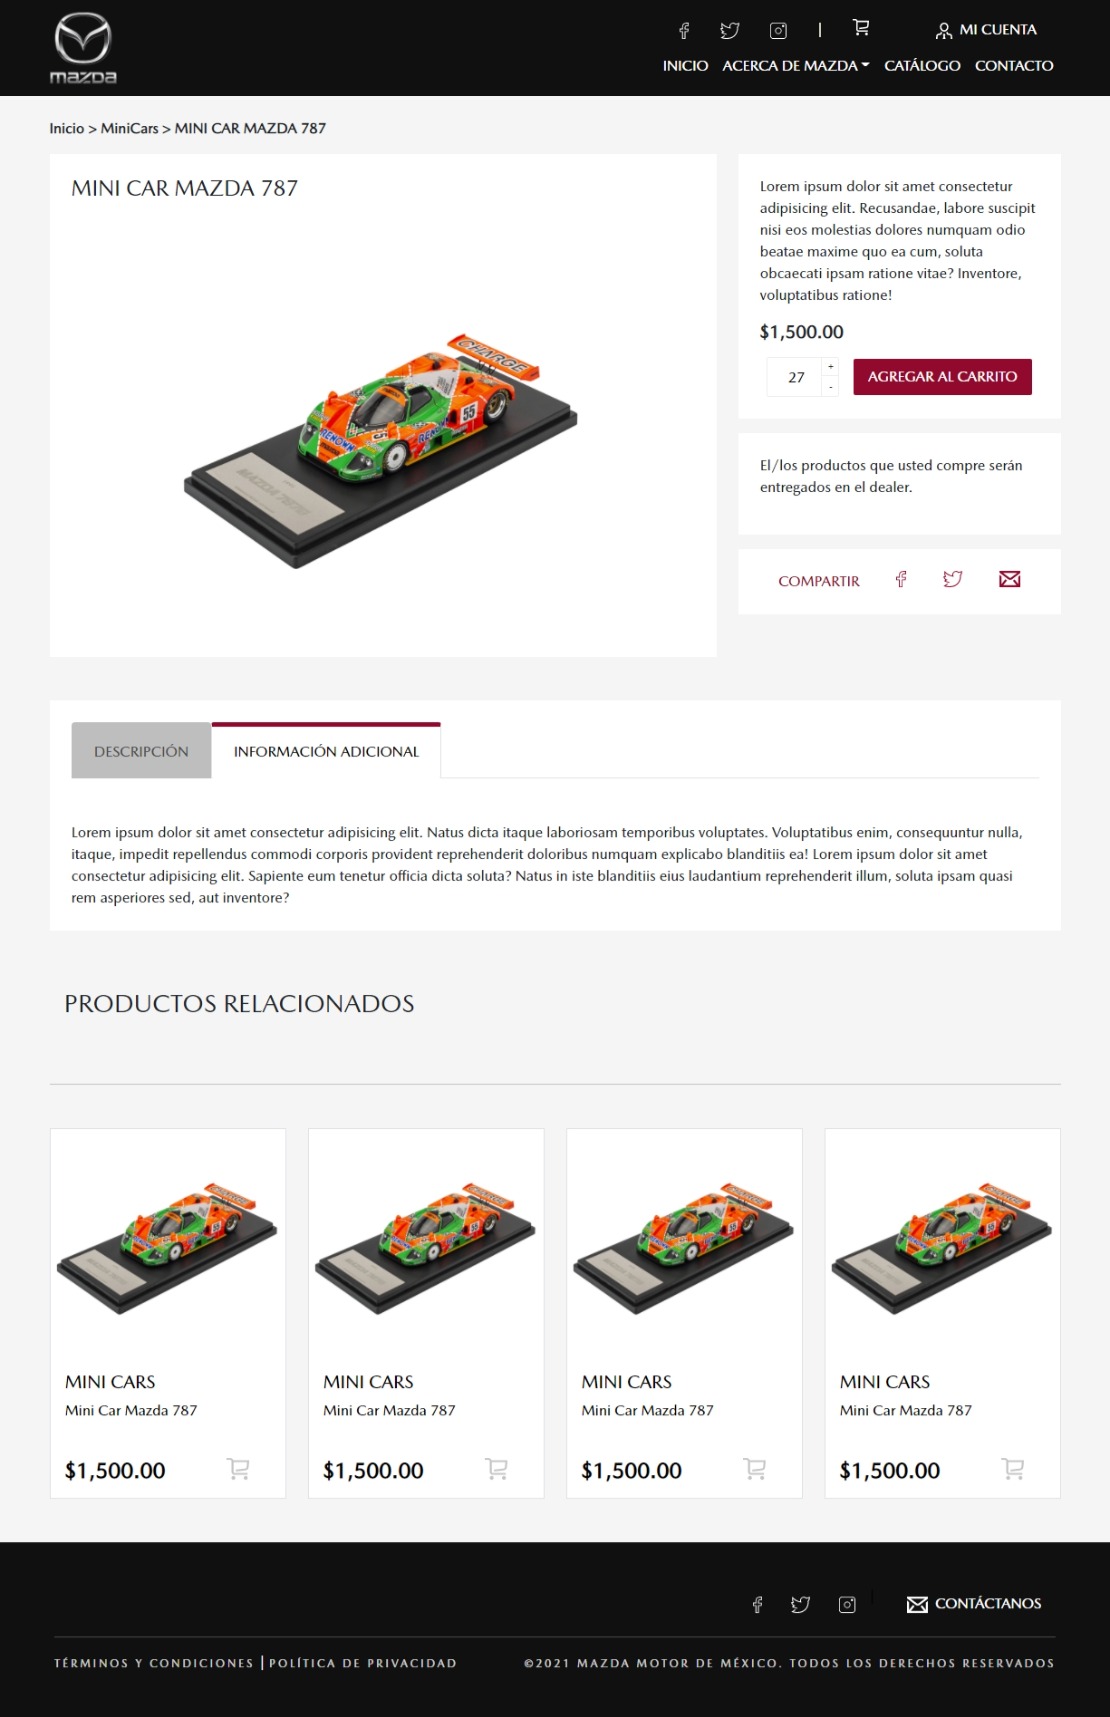 mazda
MI CUENTA
INICIO ACERCA DE MAZDA CATÁLOGO CONTACTO
Inicio > MiniCars > MINI CAR MAZDA 787
MINI CAR MAZDA 787
CHARGE
55
RENOWN
Lorem ipsum dolor sit amet consectetur
adipisicing elit. Recusandae, labore suscipit
nisi eos molestias dolores numquam odio
beatae maxime quo ea cum, soluta
obcaecati ipsam ratione vitae? Inventore,
voluptatibus ratione!
$1,500.00
27 + - AGREGAR AL CARRITO
El/los productos que usted compre serán
entregados en el dealer.
COMPARTIR
DESCRIPCIÓN INFORMACIÓN ADICIONAL
Lorem ipsum dolor sit amet consectetur adipisicing elit. Natus dicta itaque laboriosam temporibus voluptates. Voluptatibus enim, consequuntur nulla,
itaque, impedit repellendus commodi corporis provident reprehenderit doloribus numquam explicabo blanditiis ea! Lorem ipsum dolor sit amet
consectetur adipisicing elit. Sapiente eum tenetur officia dicta soluta? Natus in iste blanditiis eius laudantium reprehenderit illum, soluta ipsam quasi
rem asperiores sed, aut inventore?
PRODUCTOS RELACIONADOS
MINI CARS MINI CARS MINI CARS MINI CARS
Mini Car Mazda 787 Mini Car Mazda 787 Mini Car Mazda 787 Mini Car Mazda 787
$1,500.00 $1,500.00 $1,500.00 $1,500.00
CONTÁCTANOS
TÉRMINOS Y CONDICIONES | POLÍTICA DE PRIVACIDAD ©2021 MAZDA MOTOR DE MÉXICO. TODOS LOS DERECHOS RESERVADOS